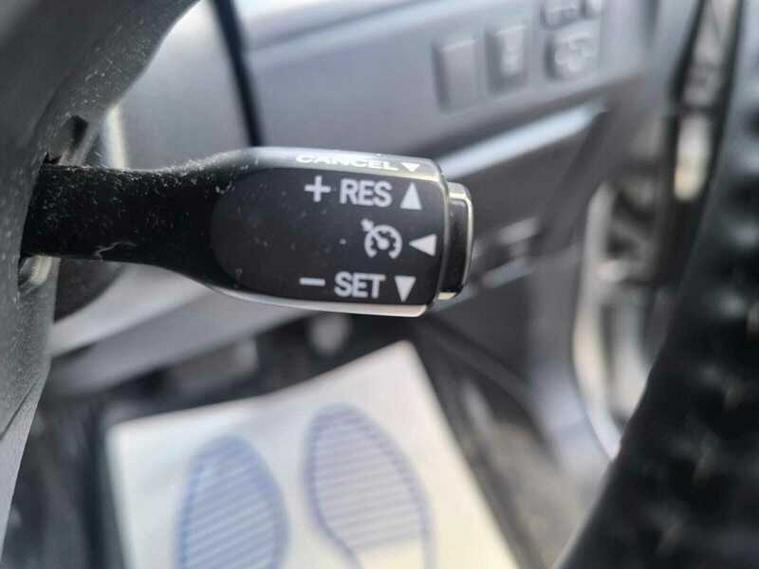 CANCEL ▼
+ RES ▲
◀
− SET ▼